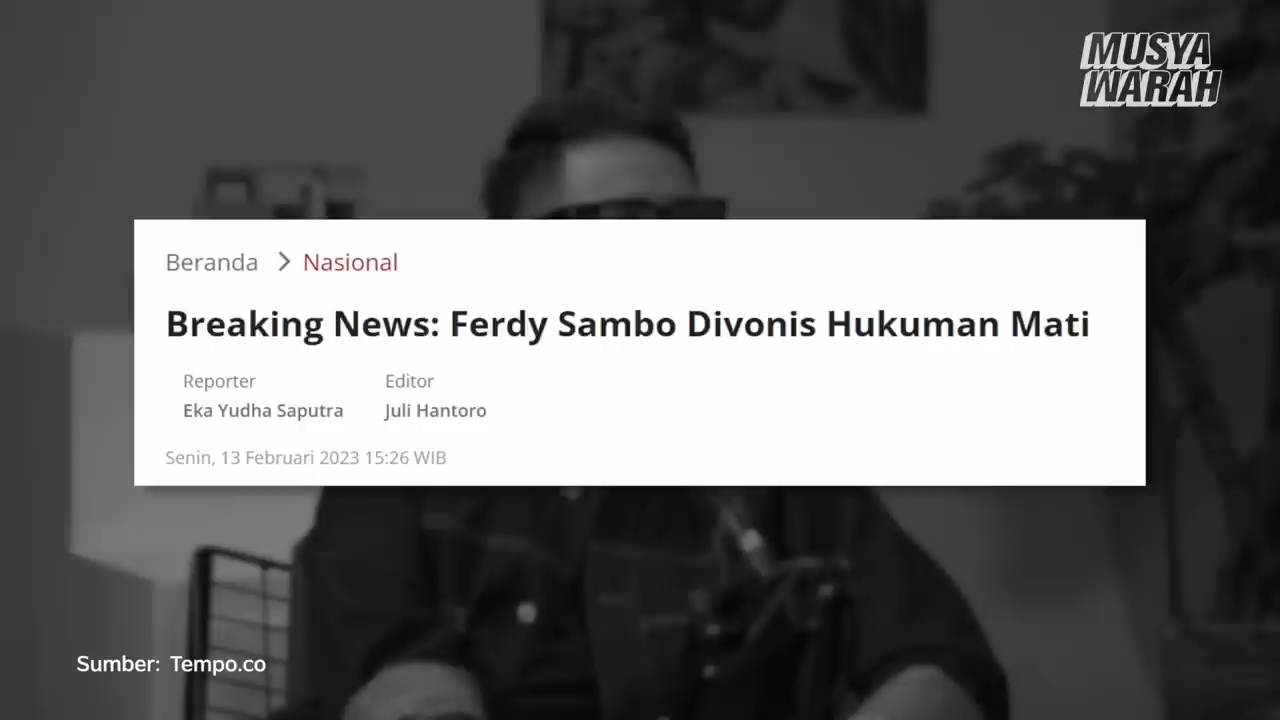 MUSYA
WARAH
Beranda > Nasional
Breaking News: Ferdy Sambo Divonis Hukuman Mati
Reporter Editor
Eka Yudha Saputra Juli Hantoro
Senin, 13 Februari 2023 15:26 WIB
Sumber: Tempo.co